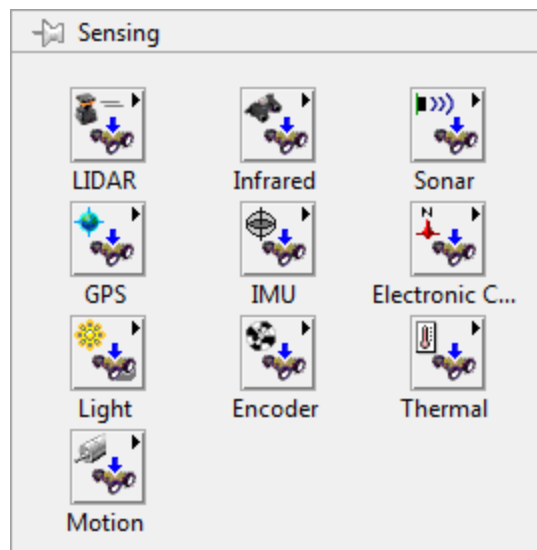 Sensing
LIDAR Infrared Sonar
N
GPS IMU Electronic C...
Light Encoder Thermal
Motion